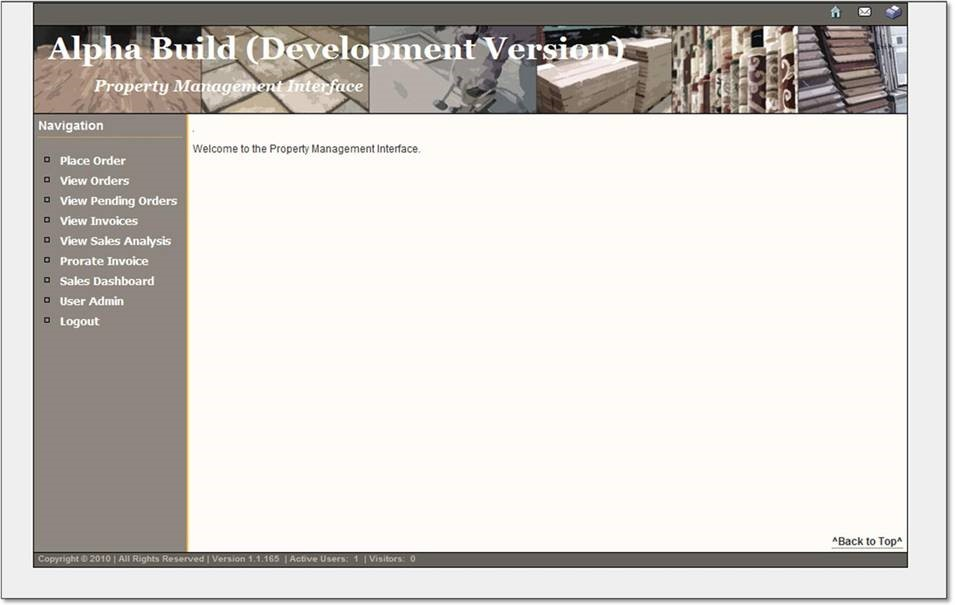 Alpha Build (Development Version)
Property Management Interface
Navigation
Place Order
View Orders
View Pending Orders
View Invoices
View Sales Analysis
Prorate Invoice
Sales Dashboard
User Admin
Logout
.
Welcome to the Property Management Interface.
^Back to Top^
Copyright © 2010 | All Rights Reserved | Version 1.1.165 | Active Users: 1 | Visitors: 0